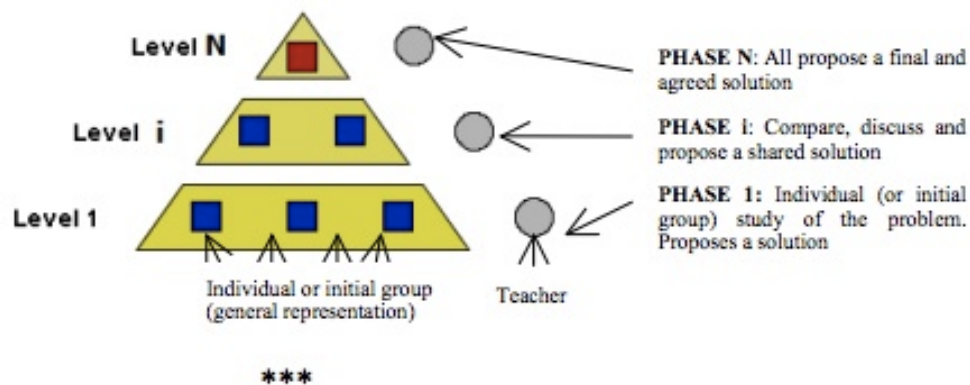 Level N
PHASE N: All propose a final and
agreed solution
Level i
PHASE i: Compare, discuss and
propose a shared solution
Level 1
PHASE 1: Individual (or initial
group) study of the problem.
Proposes a solution
Individual or initial group
(general representation)
Teacher
***